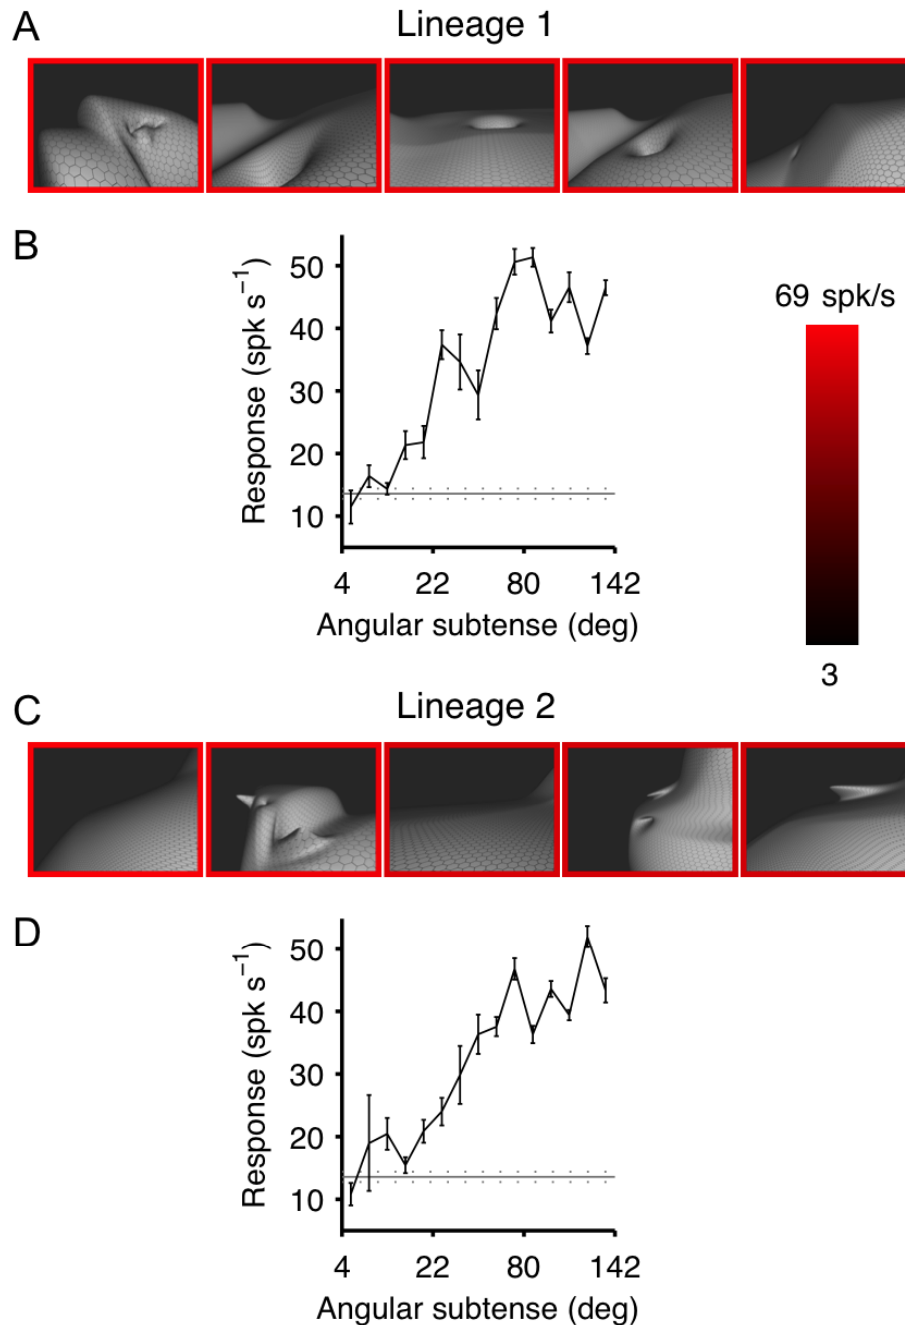 A
Lineage 1
B
Response (spk s⁻¹)
50
40
30
20
10
4 22 80 142
Angular subtense (deg)
69 spk/s
3
C
Lineage 2
D
Response (spk s⁻¹)
50
40
30
20
10
4 22 80 142
Angular subtense (deg)